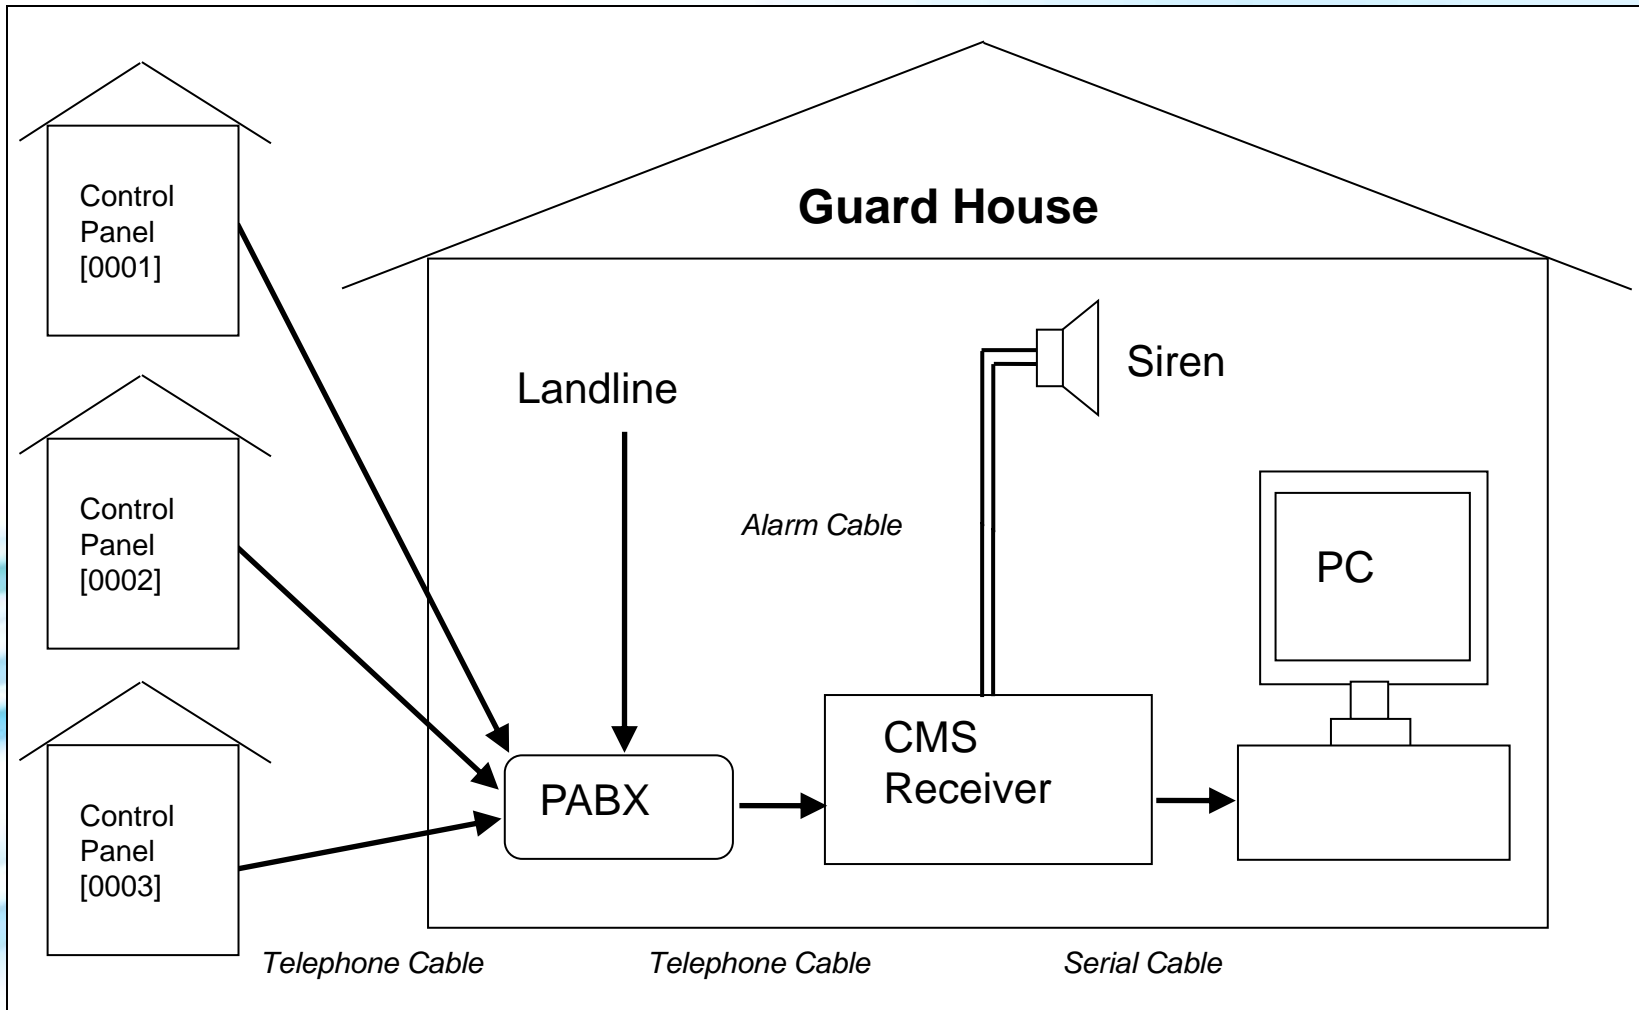 Guard House
Control
Panel
[0001]
Siren
Landline
Control
Panel
[0002]
Alarm Cable
PC
CMS
Receiver
PABX
Control
Panel
[0003]
Telephone Cable
Telephone Cable
Serial Cable